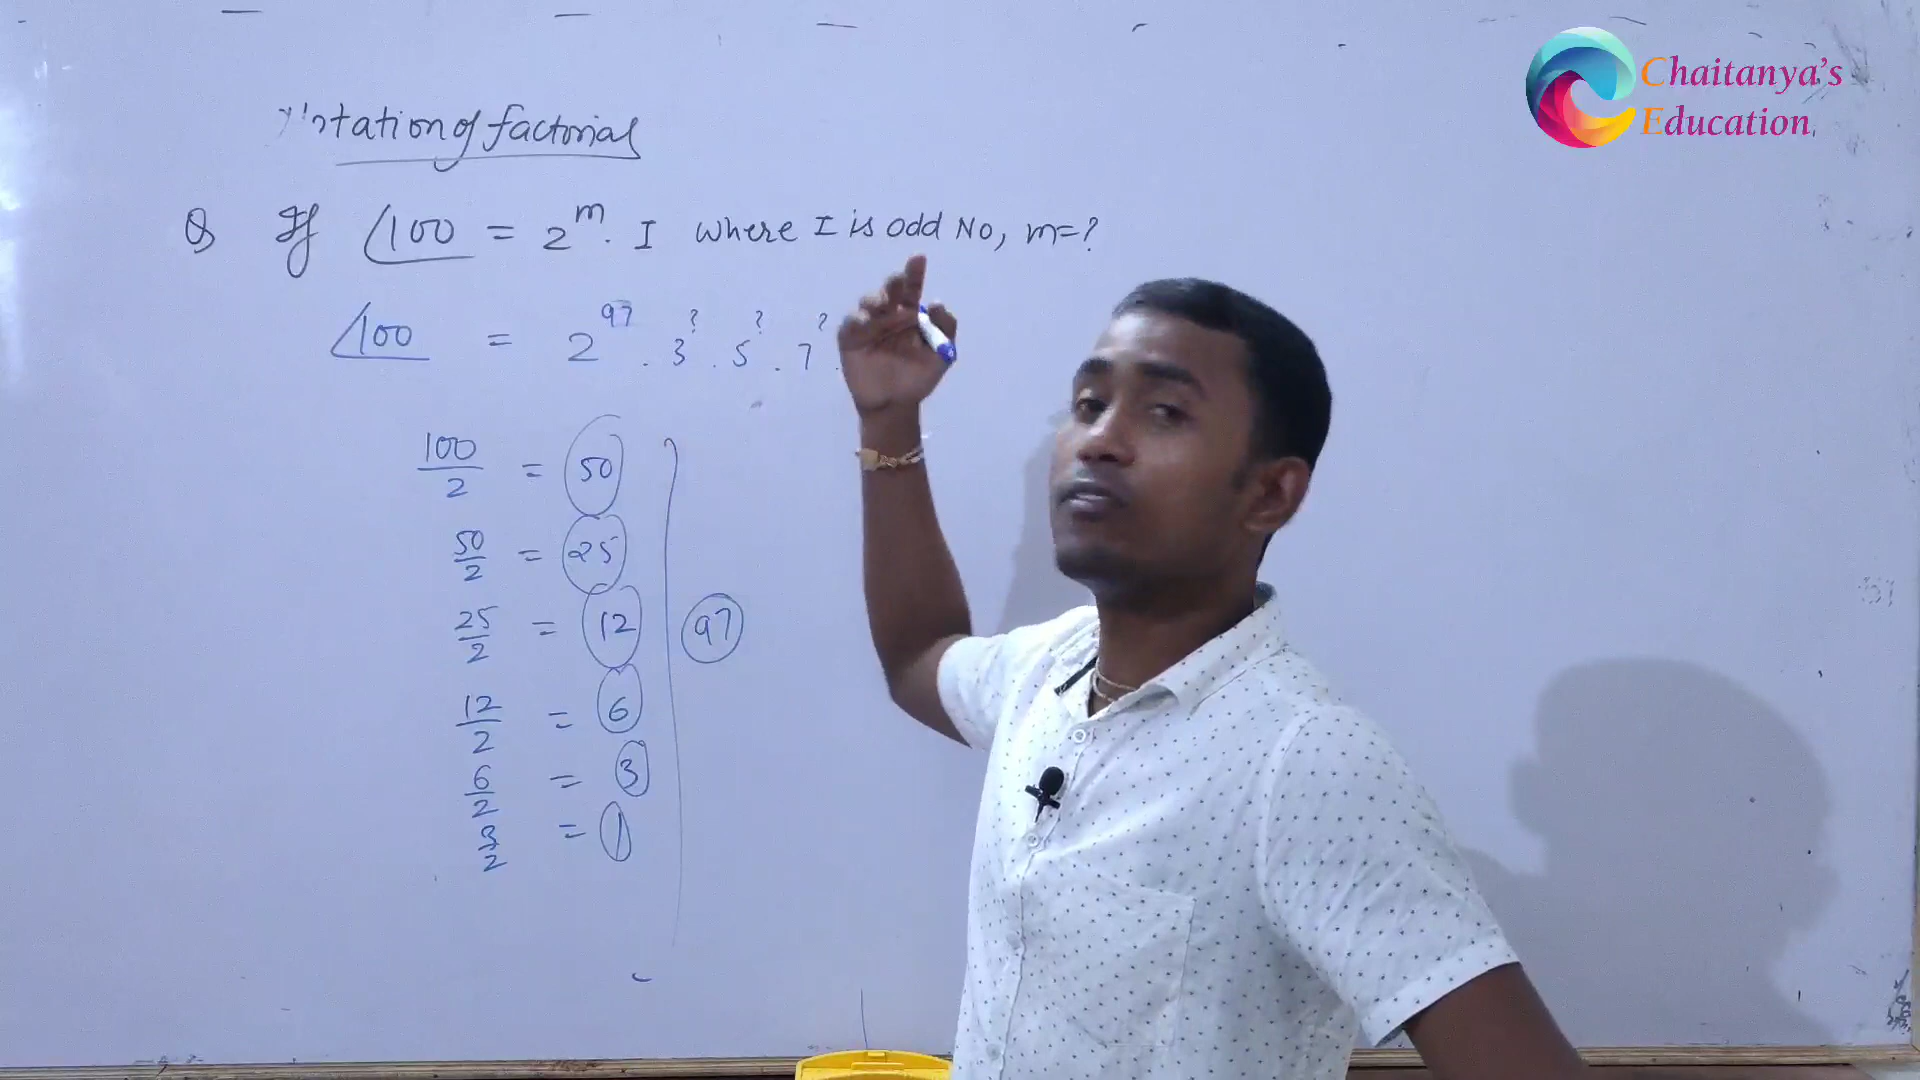 Chaitanya's
Education
of factorial
Q If ∠100 = 2^m . I where I is odd No, m=?
∠100 = 2^97 . 3^? . 5^? . 7^? .
100/2 = 50
50/2 = 25
25/2 = 12
97
12/2 = 6
6/2 = 3
3/2 = 1